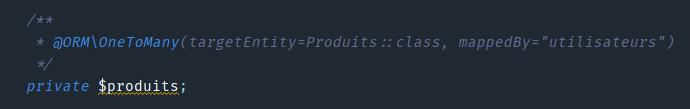 /**
 * @ORM\OneToMany(targetEntity=Produits::class, mappedBy="utilisateurs")
 */
private $produits;